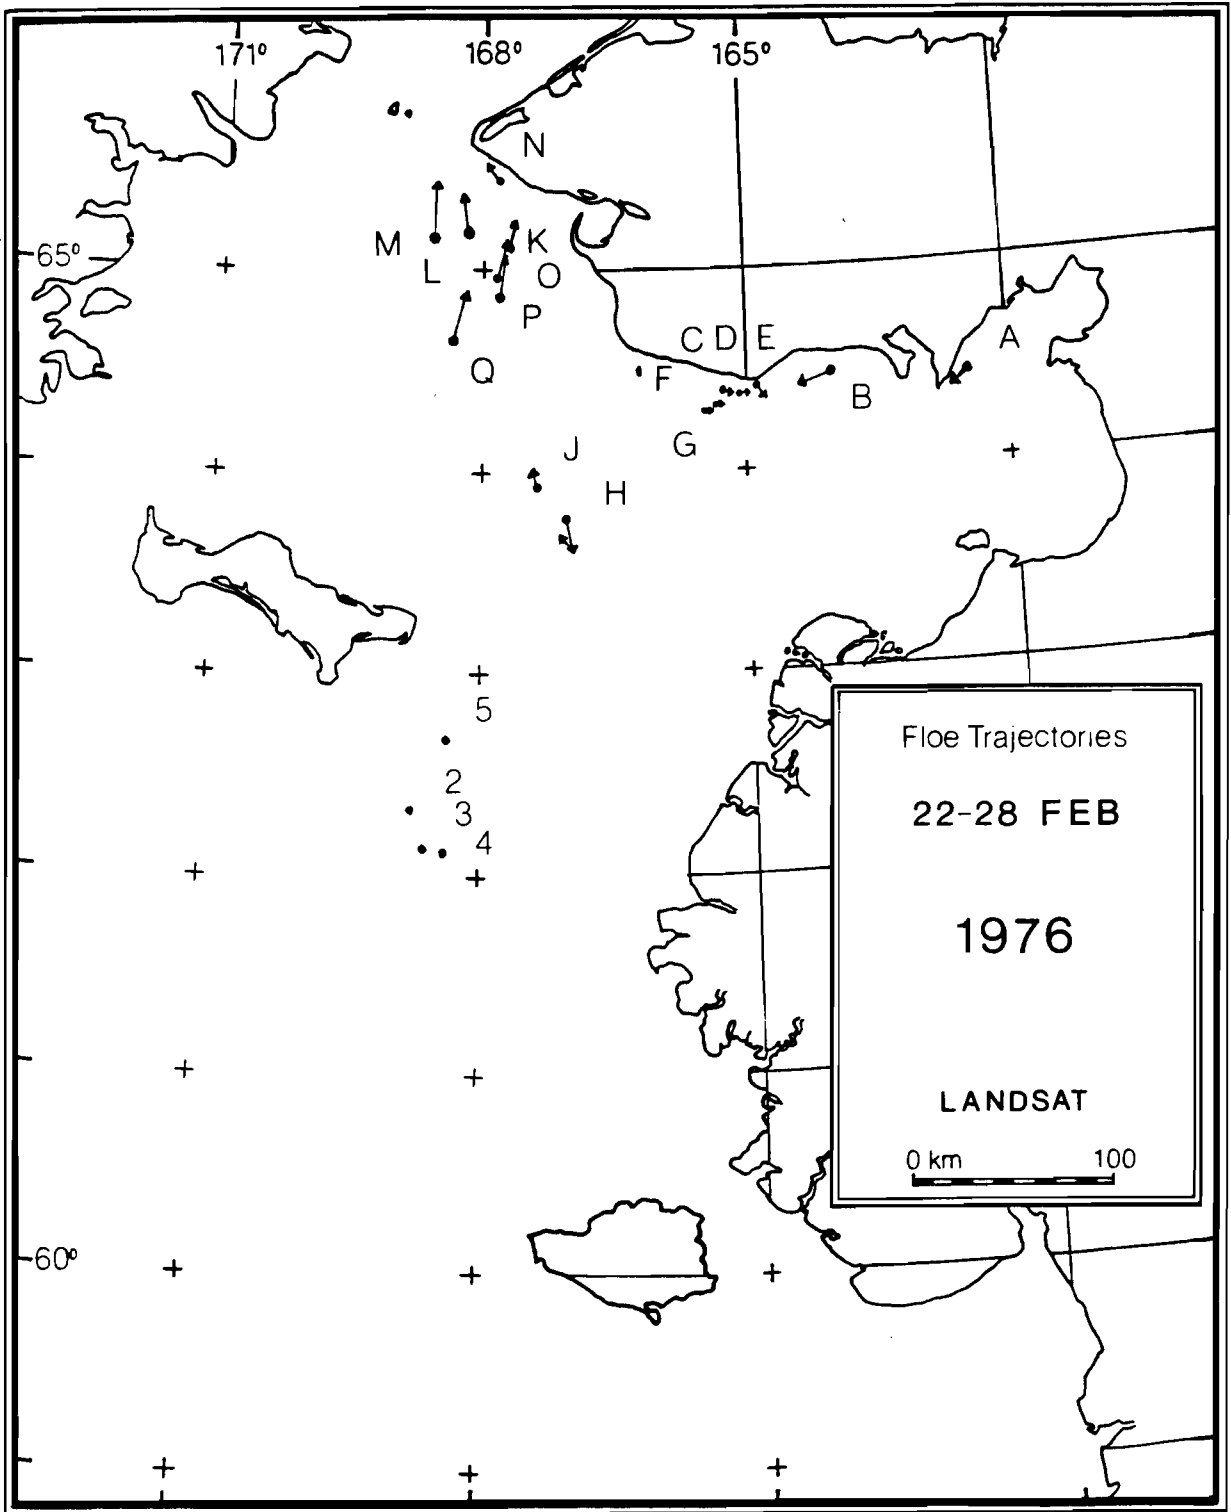 171° 168° 165°
N
M K
65°
L O
P
C D E A
Q F
B
G
J
H
5
2
3
4
Floe Trajectories
22-28 FEB
1976
LANDSAT
0 km 100
60°